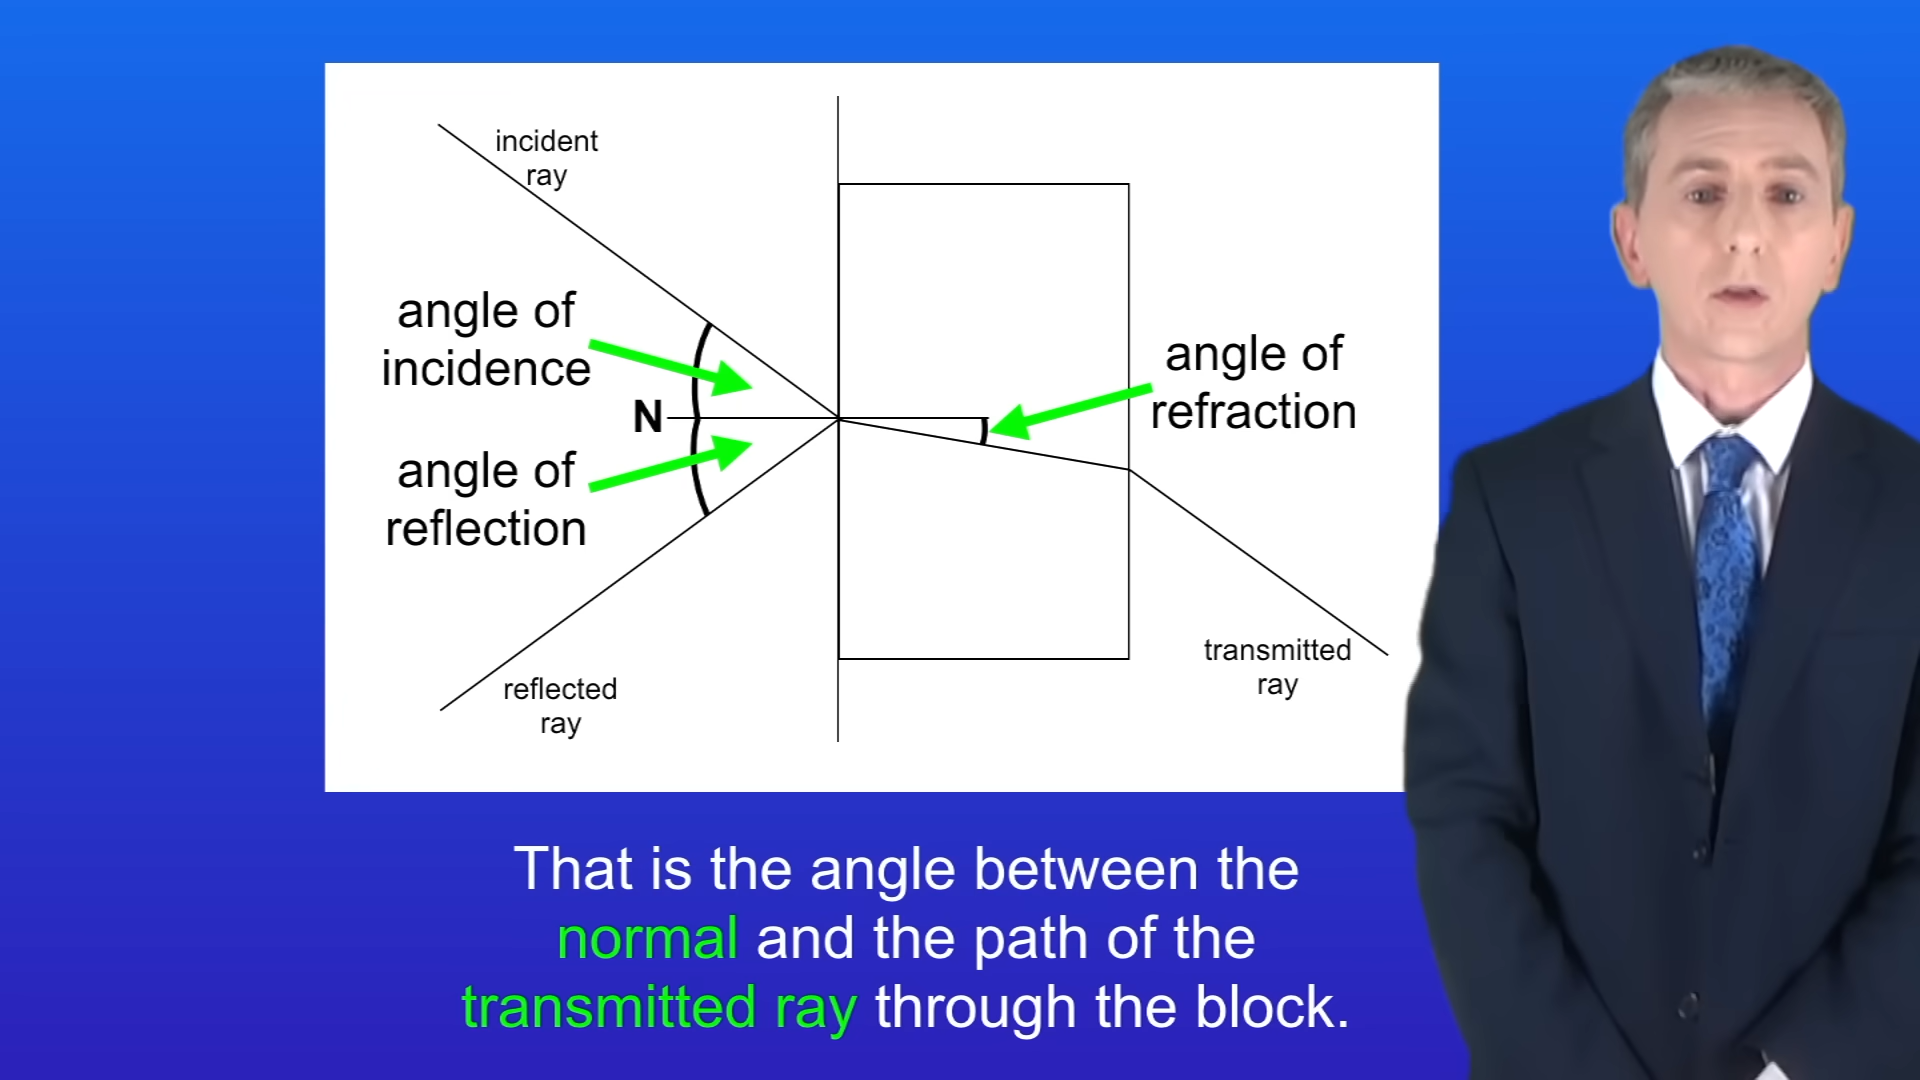 incident
ray
angle of
incidence
N
angle of
reflection
reflected
ray
angle of
refraction
transmitted
ray
That is the angle between the
normal and the path of the
transmitted ray through the block.